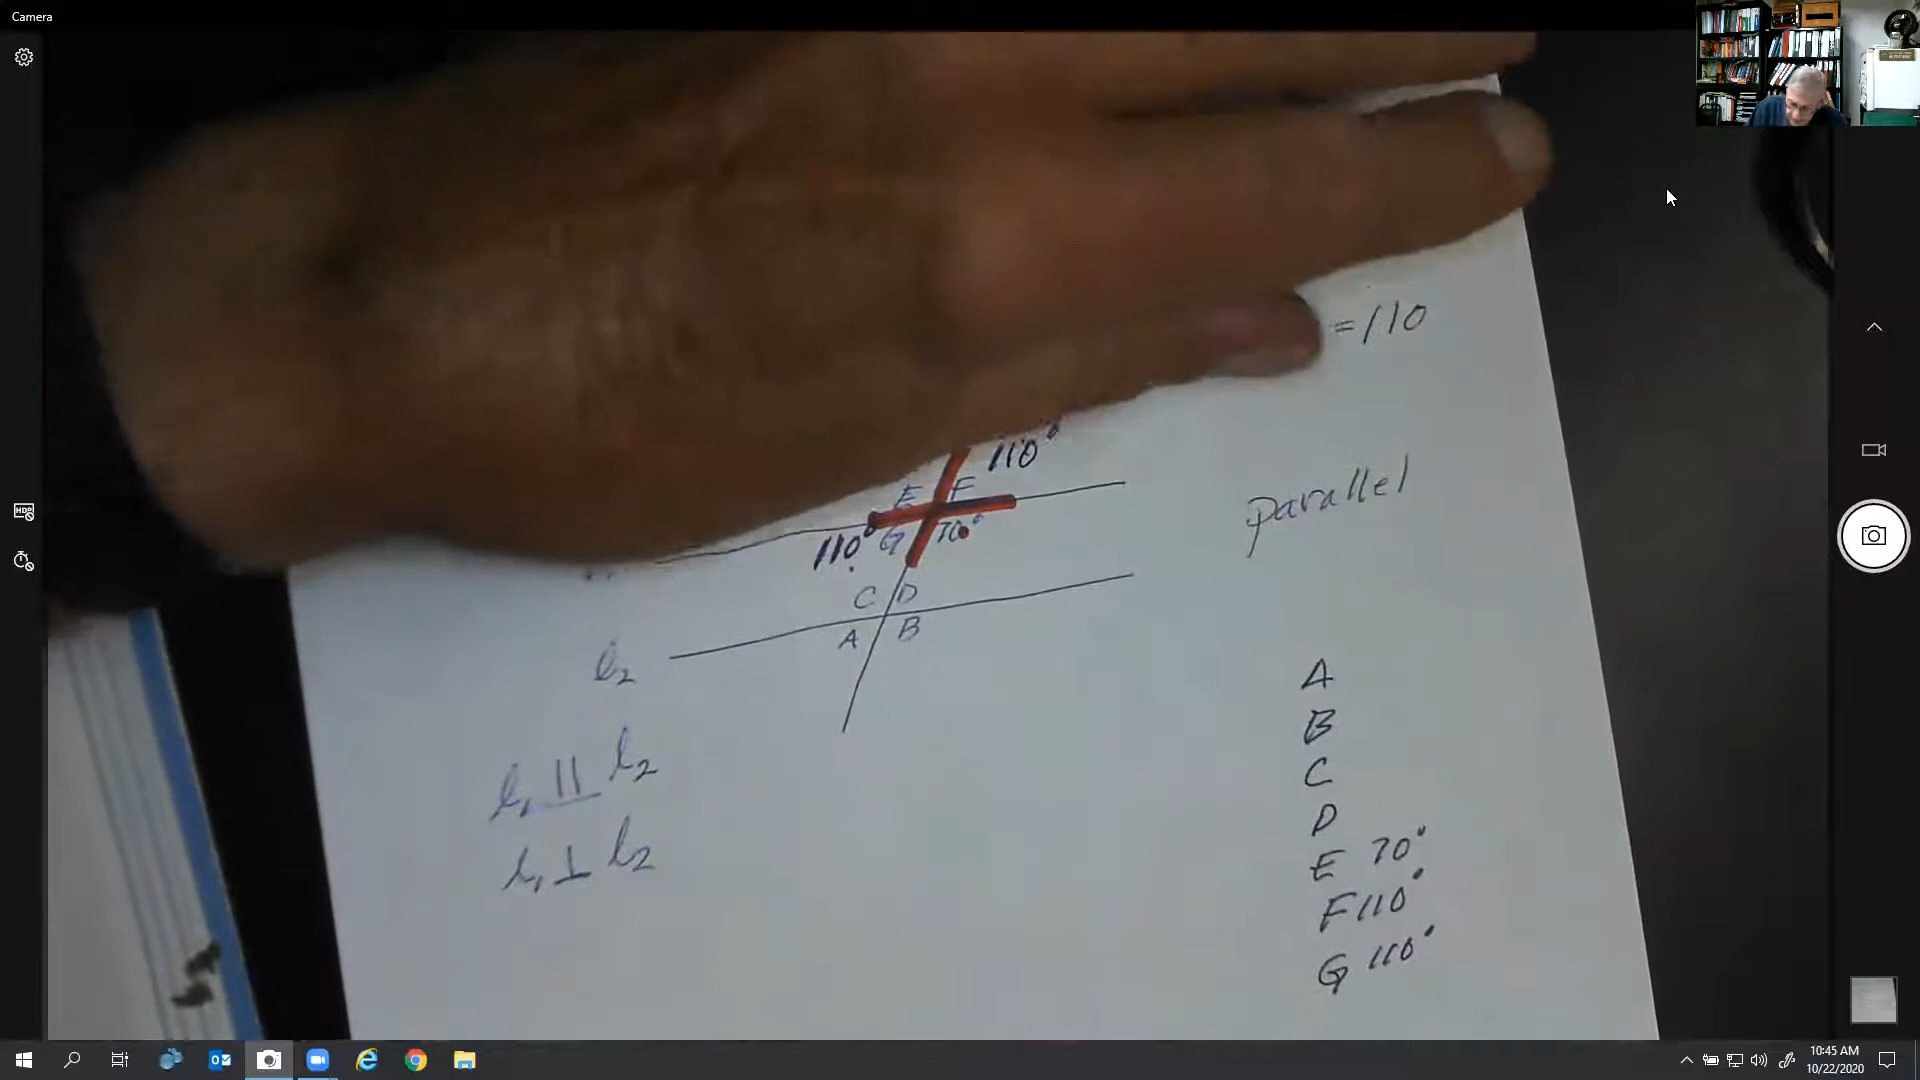 Camera
= 110
110°
E F
110° G 70°
Parallel
C D
A B
l2
l1 || l2
l1 ⊥ l2
A
B
C
D
E 70°
F 110°
G 110°
10:45 AM
10/22/2020